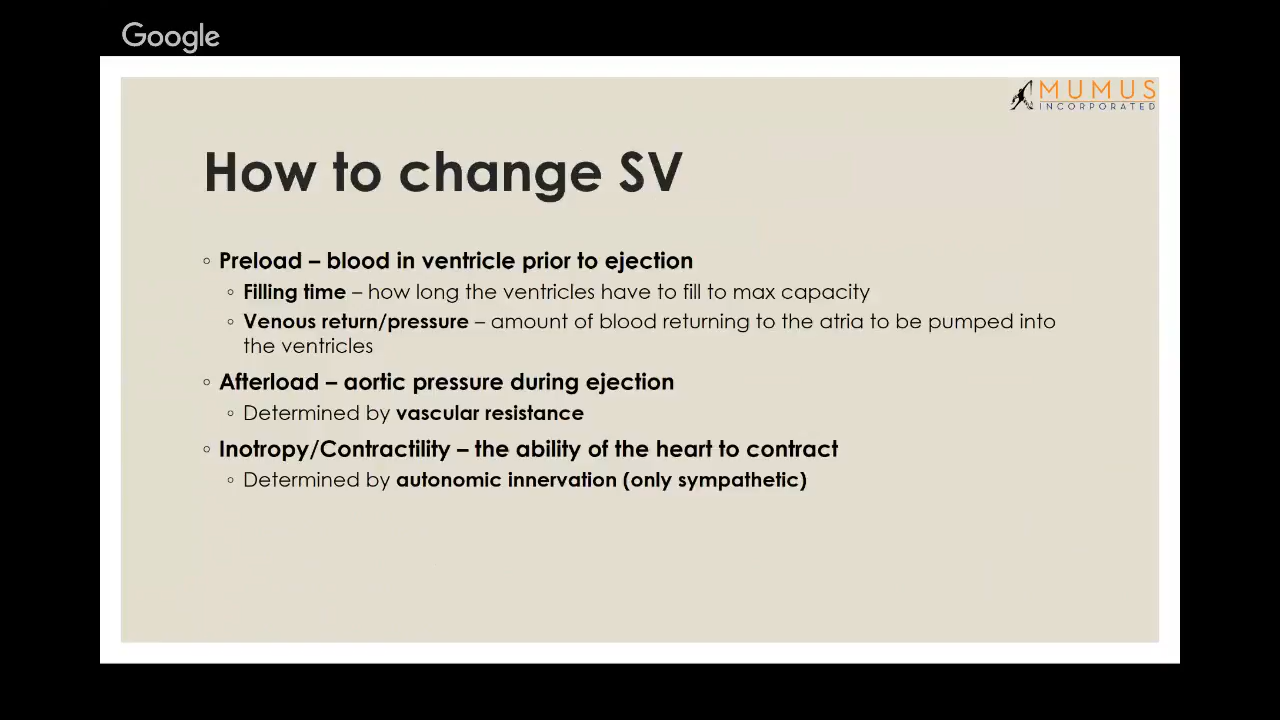 Google
MUMUS
INCORPORATED
How to change SV
◦ Preload – blood in ventricle prior to ejection
◦ Filling time – how long the ventricles have to fill to max capacity
◦ Venous return/pressure – amount of blood returning to the atria to be pumped into
the ventricles
◦ Afterload – aortic pressure during ejection
◦ Determined by vascular resistance
◦ Inotropy/Contractility – the ability of the heart to contract
◦ Determined by autonomic innervation (only sympathetic)